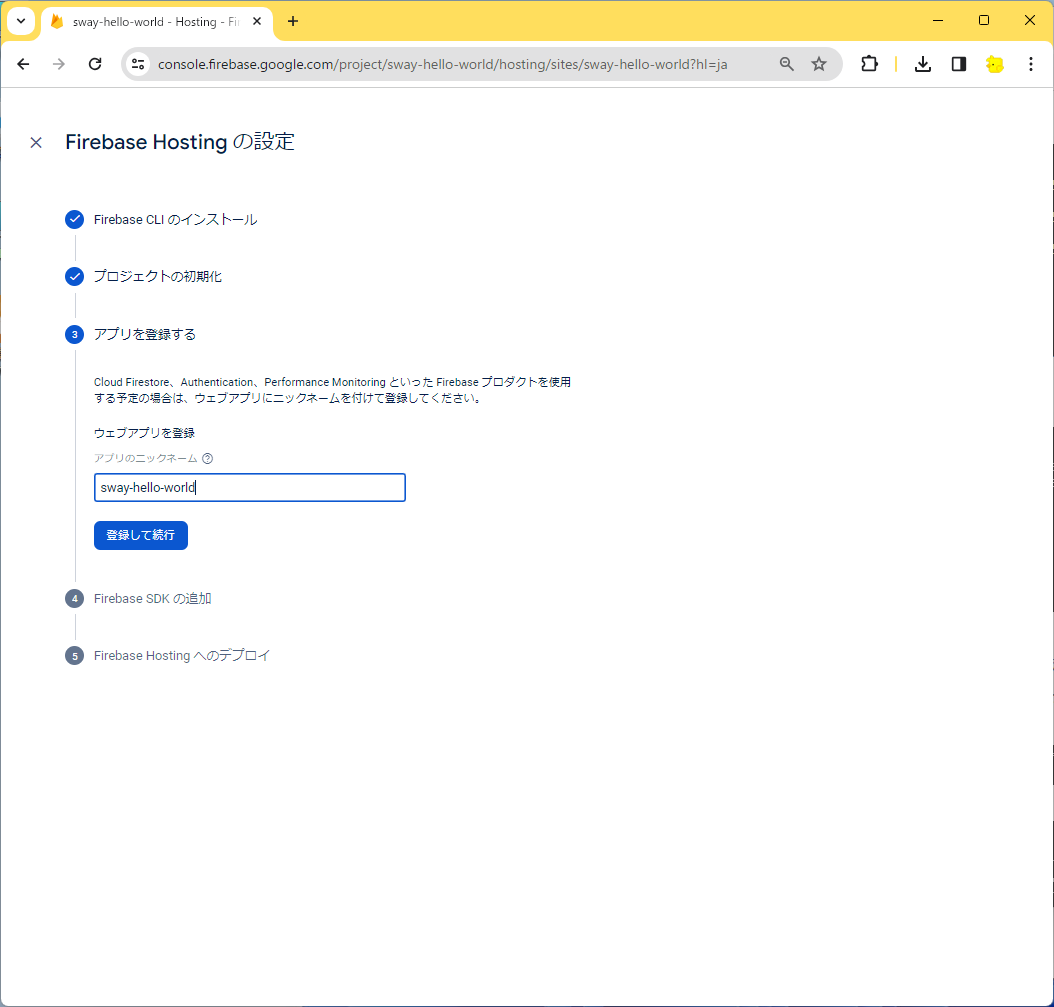 sway-hello-world - Hosting - Fi
console.firebase.google.com/project/sway-hello-world/hosting/sites/sway-hello-world?hl=ja
Firebase Hosting の設定
Firebase CLI のインストール
プロジェクトの初期化
3 アプリを登録する
Cloud Firestore、Authentication、Performance Monitoring といった Firebase プロダクトを使用
する予定の場合は、ウェブアプリにニックネームを付けて登録してください。
ウェブアプリを登録
アプリのニックネーム
sway-hello-world
登録して続行
4 Firebase SDK の追加
5 Firebase Hosting へのデプロイ